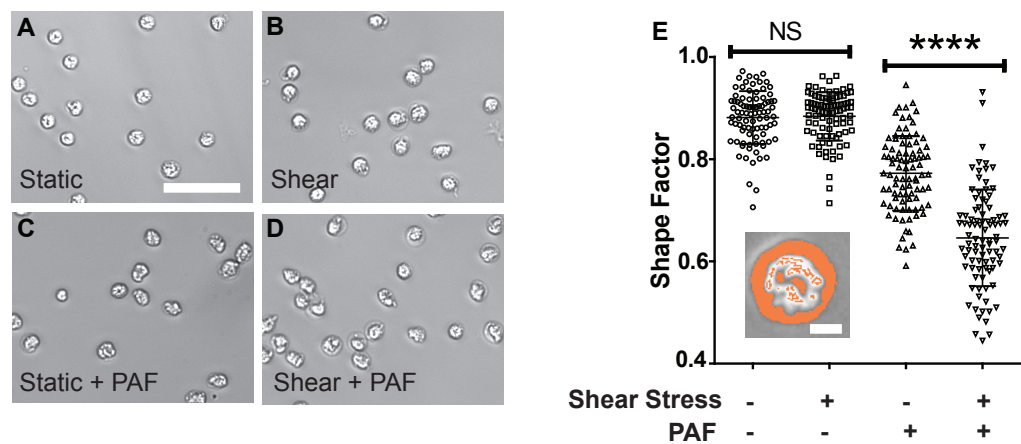 A
Static
B
Shear
C
Static + PAF
D
Shear + PAF
E
NS
****
1.0
0.8
0.6
0.4
Shape Factor
Shear Stress - + - +
PAF - - + +